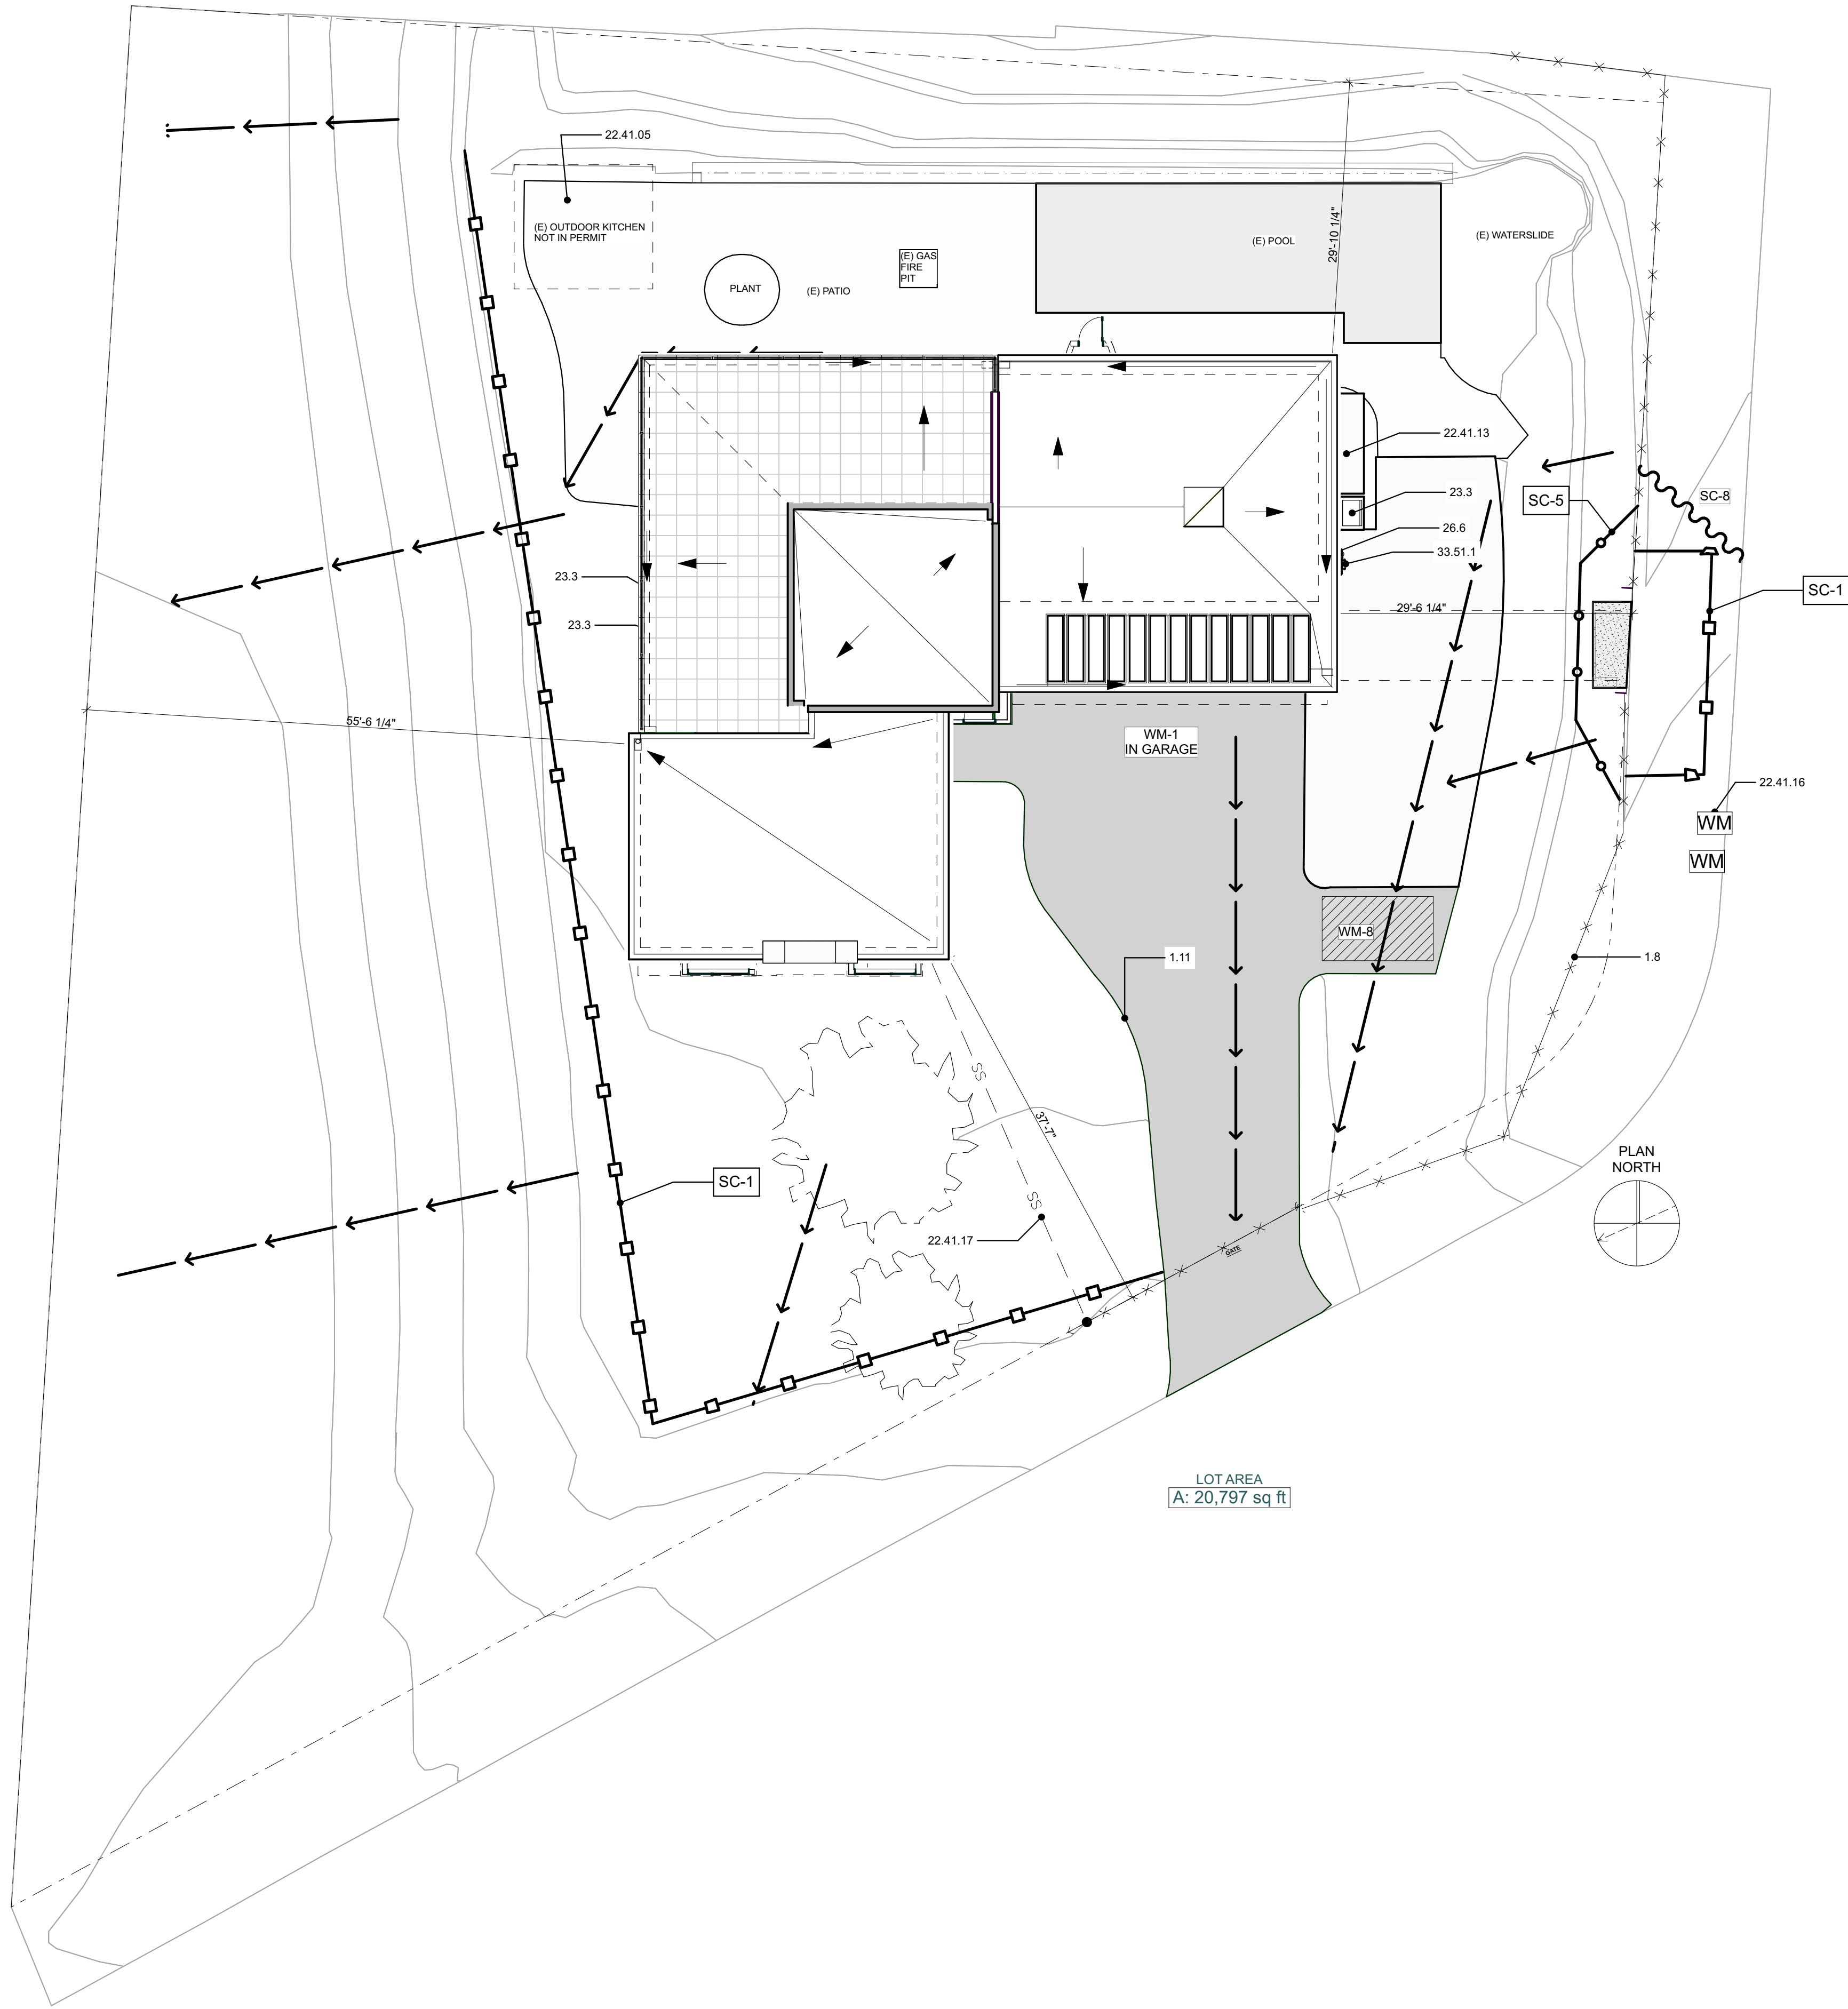 22.41.05
(E) OUTDOOR KITCHEN
NOT IN PERMIT
PLANT
(E) PATIO
(E) GAS
FIRE
PIT
(E) POOL
29'-10 1/4"
(E) WATERSLIDE
22.41.13
23.3
26.6
33.51.1
SC-5
SC-8
SC-1
23.3
23.3
29'-6 1/4"
55'-6 1/4"
WM-1
IN GARAGE
22.41.16
WM
WM
WM-8
1.11
1.8
SS
37'-7"
SS
SC-1
22.41.17
GATE
PLAN
NORTH
LOT AREA
A: 20,797 sq ft